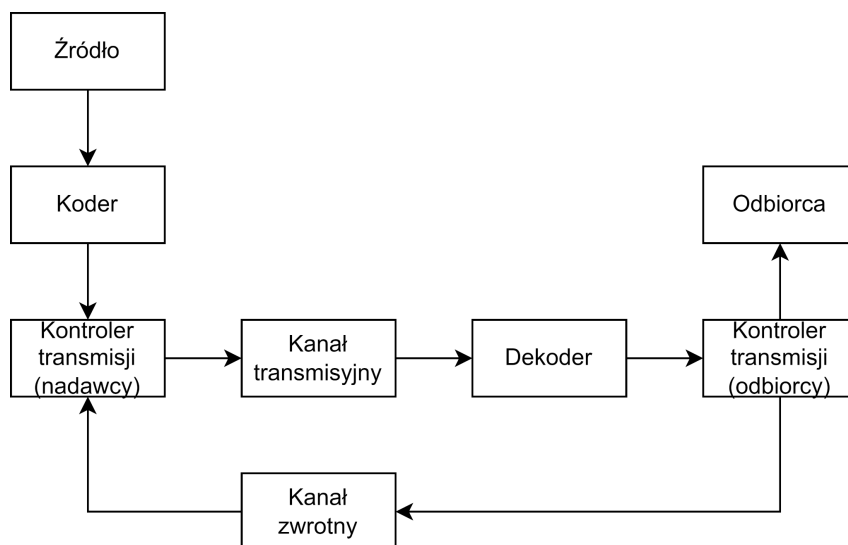 Źródło
Koder
Odbiorca
Kontroler
transmisji
(nadawcy)
Kanał
transmisyjny
Dekoder
Kontroler
transmisji
(odbiorcy)
Kanał
zwrotny